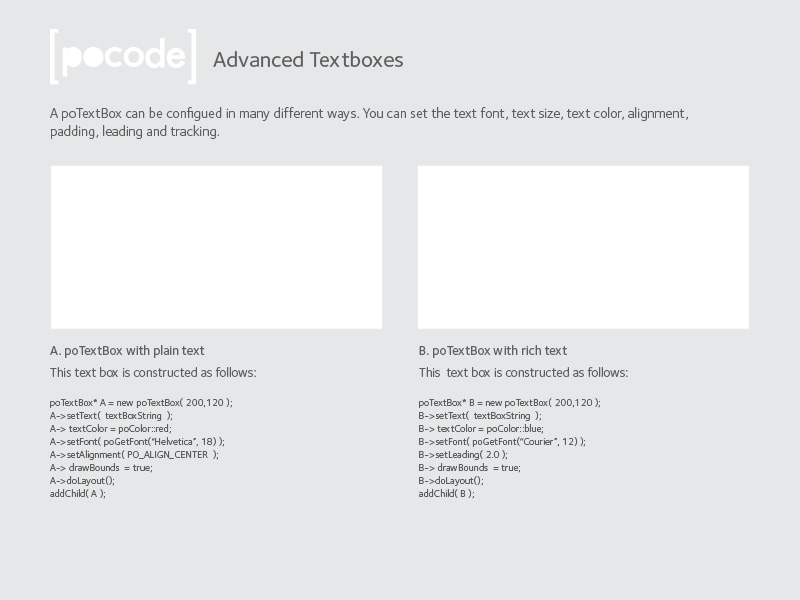 [pocode] Advanced Textboxes
A poTextBox can be configued in many different ways. You can set the text font, text size, text color, alignment,
padding, leading and tracking.
A. poTextBox with plain text
This text box is constructed as follows:
poTextBox* A = new poTextBox( 200,120 );
A->setText(  textBoxString  );
A-> textColor = poColor::red;
A->setFont( poGetFont("Helvetica", 18) );
A->setAlignment( PO_ALIGN_CENTER  );
A-> drawBounds  = true;
A->doLayout();
addChild( A );
B. poTextBox with rich text
This  text box is constructed as follows:
poTextBox* B = new poTextBox( 200,120 );
B->setText(  textBoxString  );
B-> textColor = poColor::blue;
B->setFont( poGetFont("Courier", 12) );
B->setLeading( 2.0 );
B-> drawBounds  = true;
B->doLayout();
addChild( B );